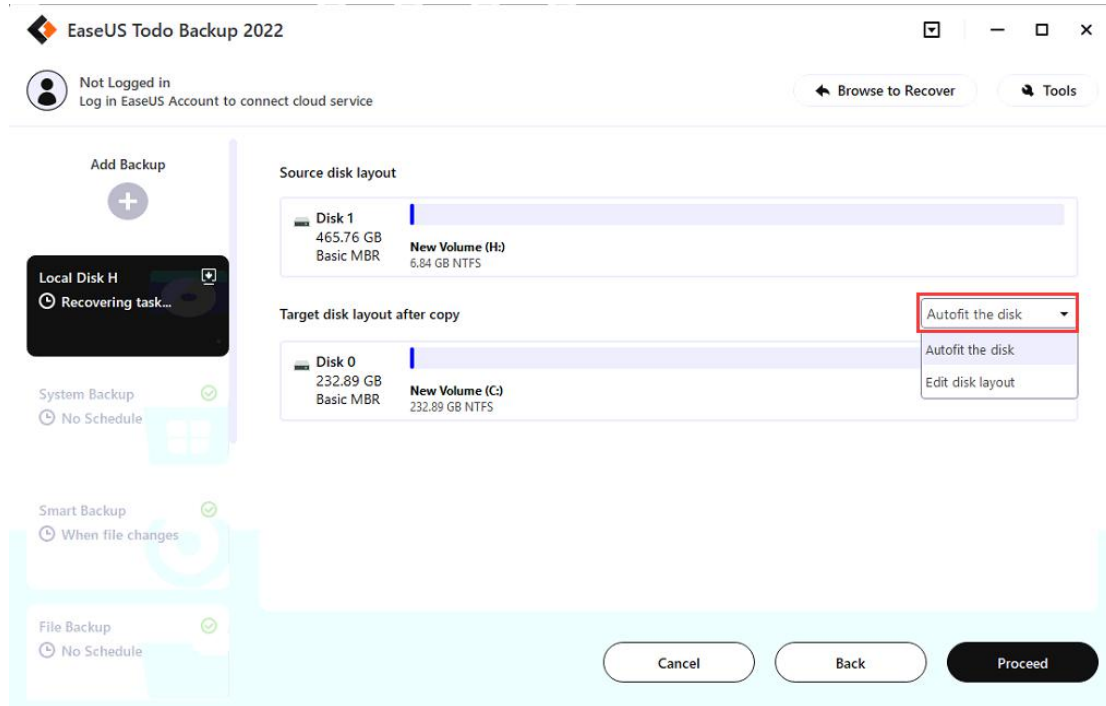 EaseUS Todo Backup 2022
Not Logged in
Log in EaseUS Account to connect cloud service
Browse to Recover
Tools
Add Backup
Local Disk H
Recovering task...
System Backup
No Schedule
Smart Backup
When file changes
File Backup
No Schedule
Source disk layout
Disk 1
465.76 GB
Basic MBR
New Volume (H:)
6.84 GB NTFS
Target disk layout after copy
Autofit the disk
Autofit the disk
Edit disk layout
Disk 0
232.89 GB
Basic MBR
New Volume (C:)
232.89 GB NTFS
Cancel
Back
Proceed